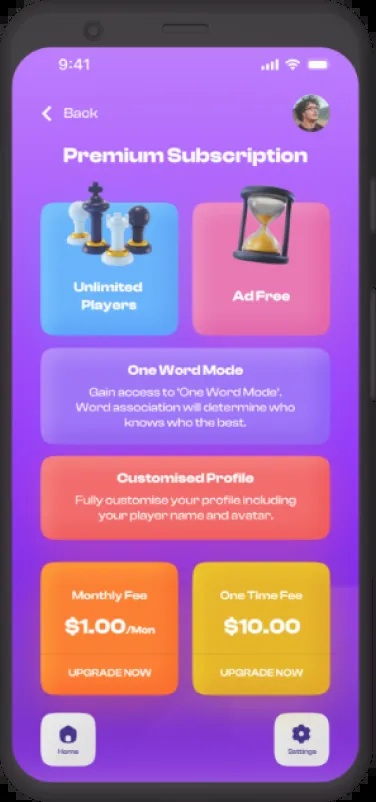 9:41
Back
Premium Subscription
Unlimited
Players
Ad Free
One Word Mode
Gain access to 'One Word Mode'.
Word association will determine who
knows who the best.
Customised Profile
Fully customise your profile including
your player name and avatar.
Monthly Fee
$1.00/Mon
UPGRADE NOW
One Time Fee
$10.00
UPGRADE NOW
Home
Settings